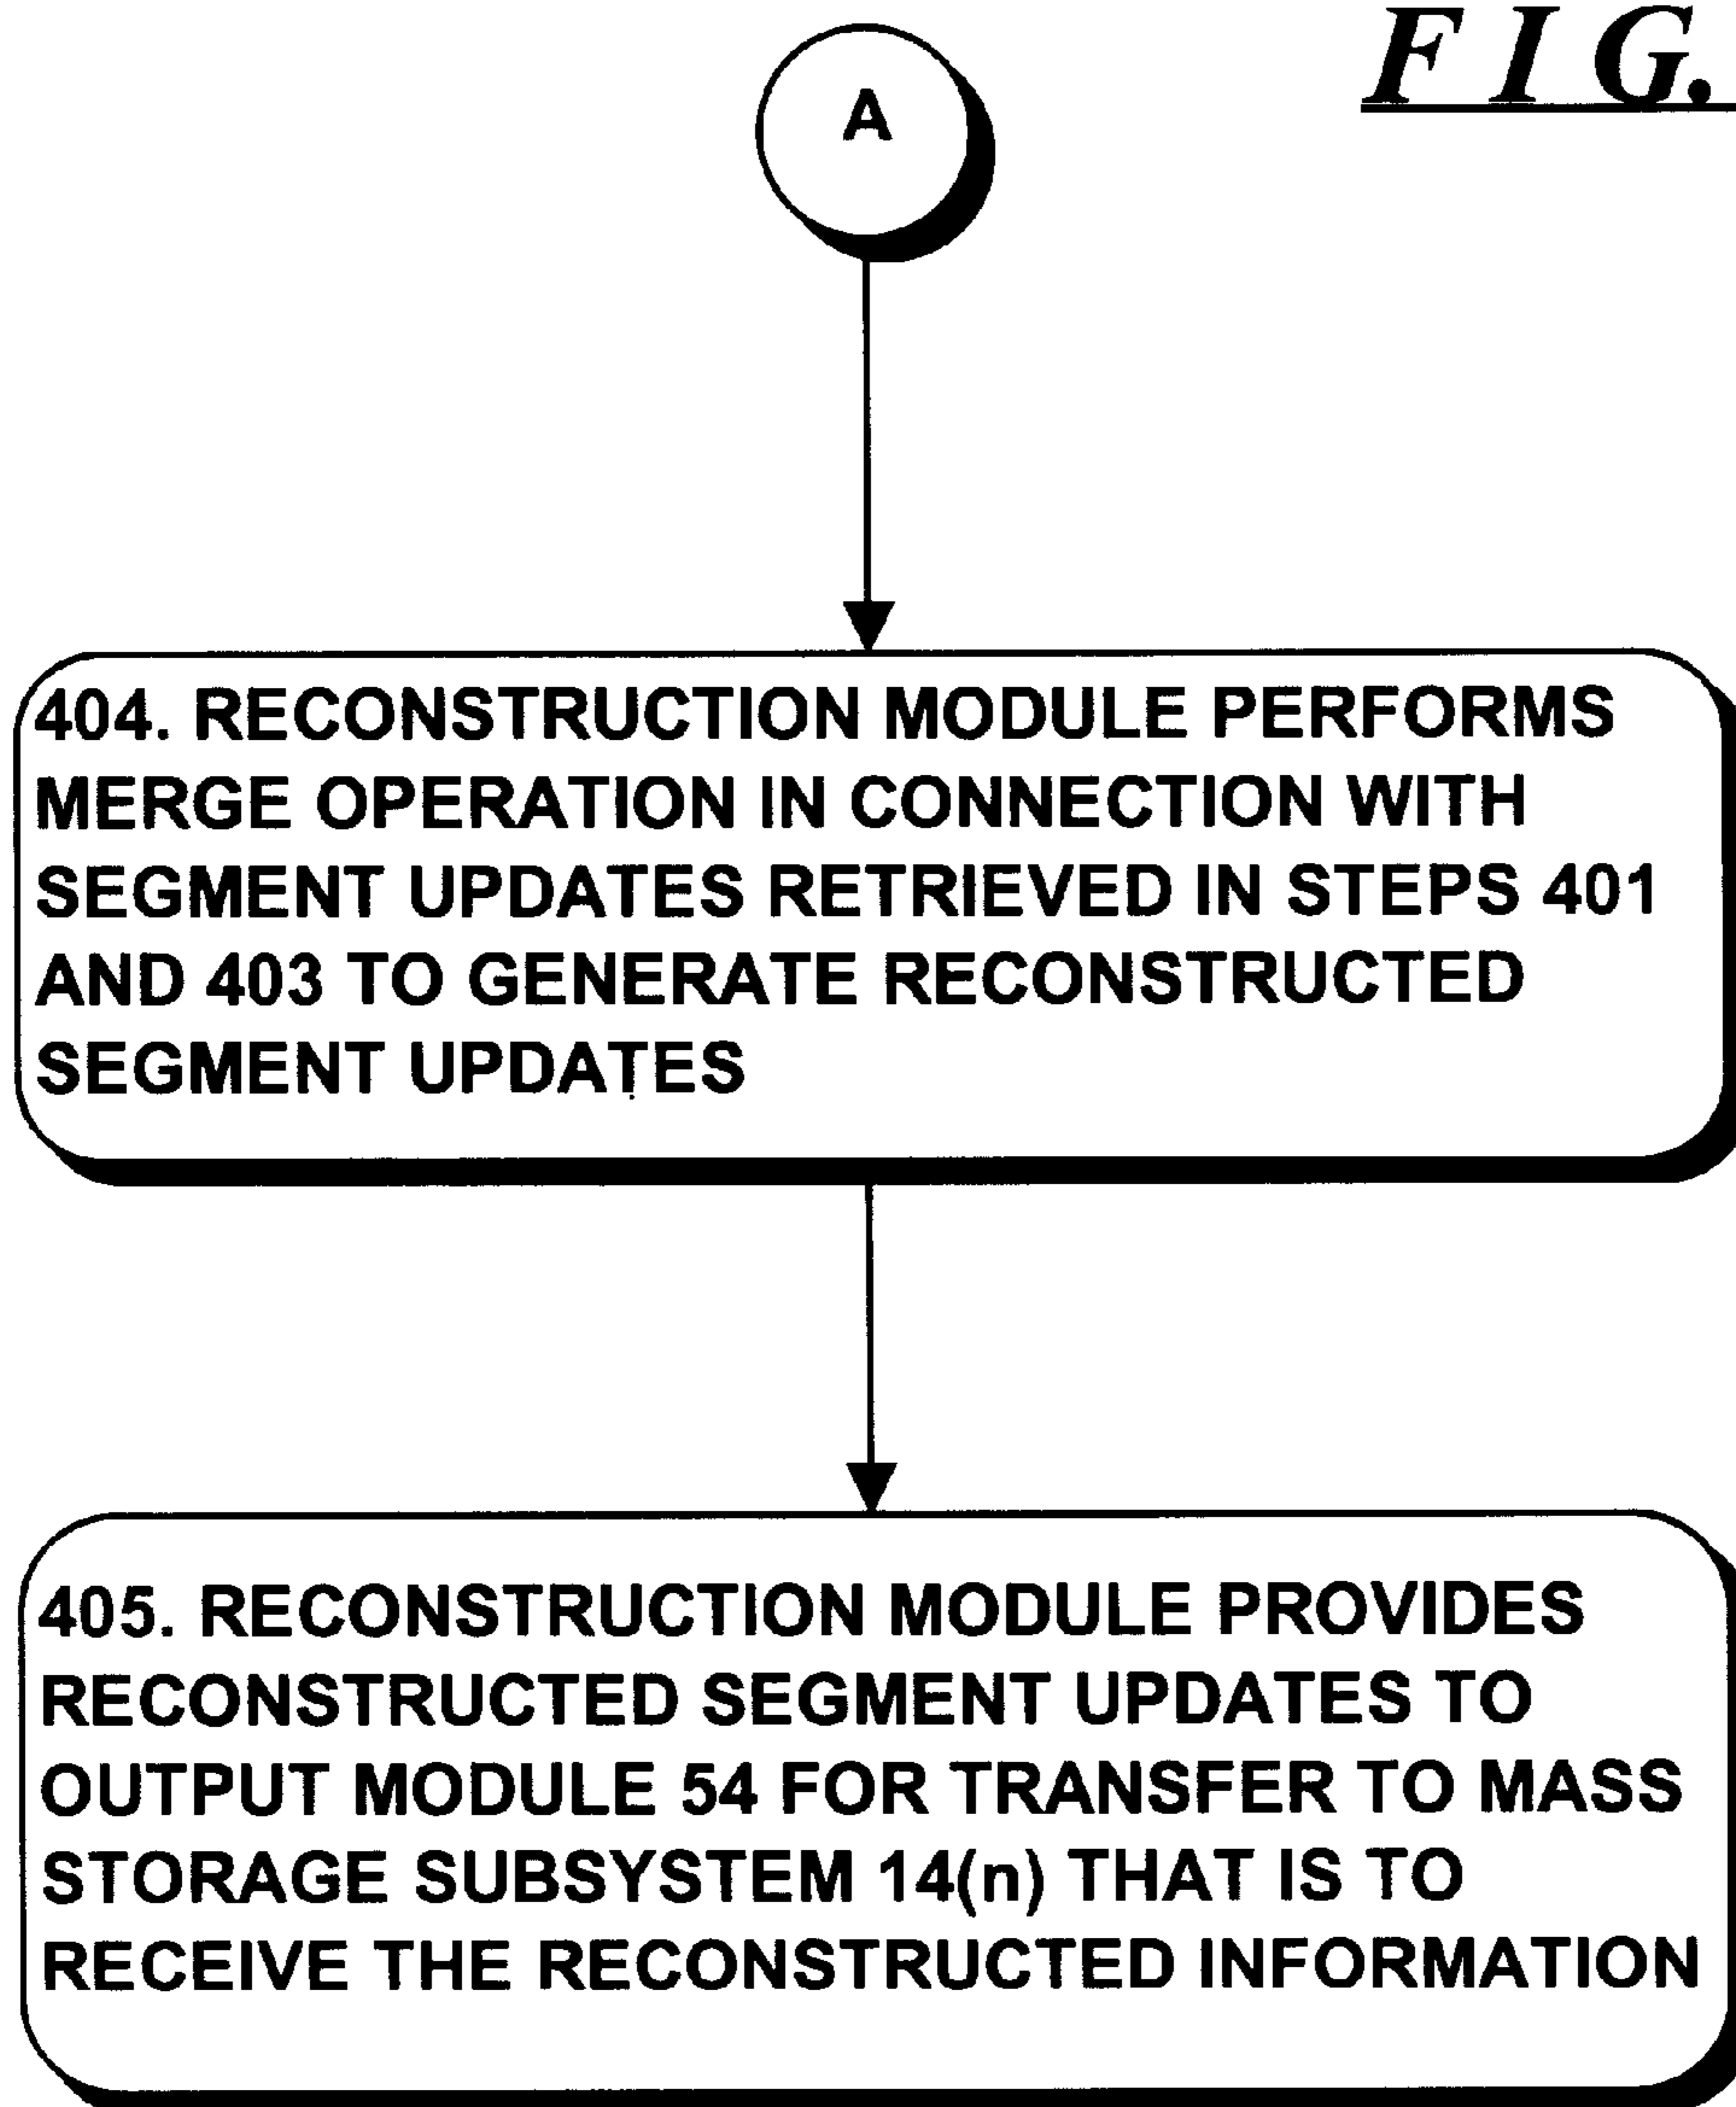 FIG.
A
404. RECONSTRUCTION MODULE PERFORMS
MERGE OPERATION IN CONNECTION WITH
SEGMENT UPDATES RETRIEVED IN STEPS 401
AND 403 TO GENERATE RECONSTRUCTED
SEGMENT UPDATES
405. RECONSTRUCTION MODULE PROVIDES
RECONSTRUCTED SEGMENT UPDATES TO
OUTPUT MODULE 54 FOR TRANSFER TO MASS
STORAGE SUBSYSTEM 14(n) THAT IS TO
RECEIVE THE RECONSTRUCTED INFORMATION